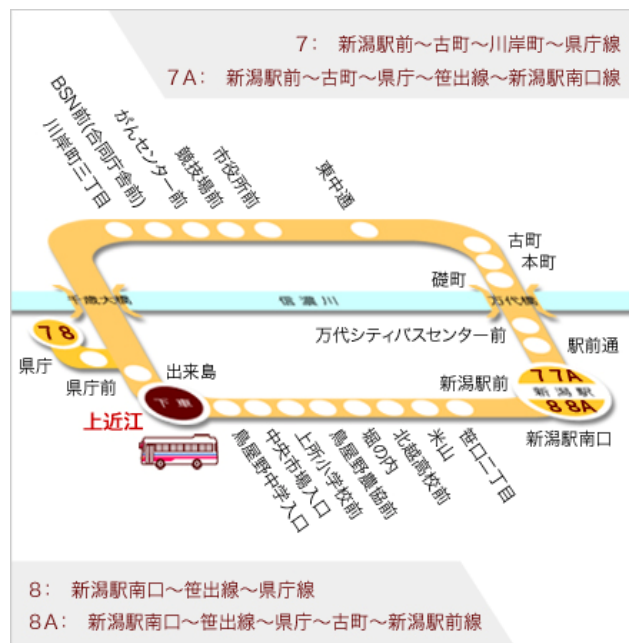 7： 新潟駅前～古町～川岸町～県庁線
7A： 新潟駅前～古町～県庁～笹出線～新潟駅南口線
BSN前(合同庁舎前)
川岸町三丁目
がんセンター前
競技場前
市役所前
東中通
古町
本町
礎町
千歳大橋
信濃川
万代橋
万代シティバスセンター前
駅前通
7 8
県庁
県庁前
出来島
新潟駅前
7 7A
新潟駅
8 8A
新潟駅南口
下車
上近江
鳥屋野中学入口
中央市場入口
上所小学校前
鳥屋野農協前
堀の内
北越高校前
米山
笹口二丁目
8： 新潟駅南口～笹出線～県庁線
8A： 新潟駅南口～笹出線～県庁～古町～新潟駅前線